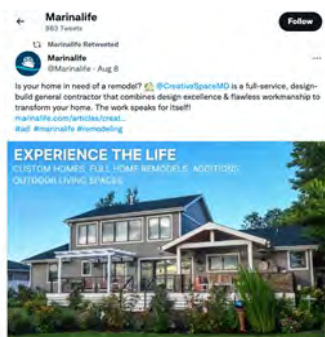 Marinalife
863 Tweets
Follow
Marinalife Retweeted
Marinalife
@Marinalife · Aug 8
Is your home in need of a remodel? @CreativeSpaceMD is a full-service, design-
build general contractor that combines design excellence & flawless workmanship to
transform your home. The work speaks for itself!
marinalife.com/articles/creat...
#ad #marinalife #remodeling
EXPERIENCE THE LIFE
CUSTOM HOMES, FULL HOME REMODELS, ADDITIONS,
OUTDOOR LIVING SPACES